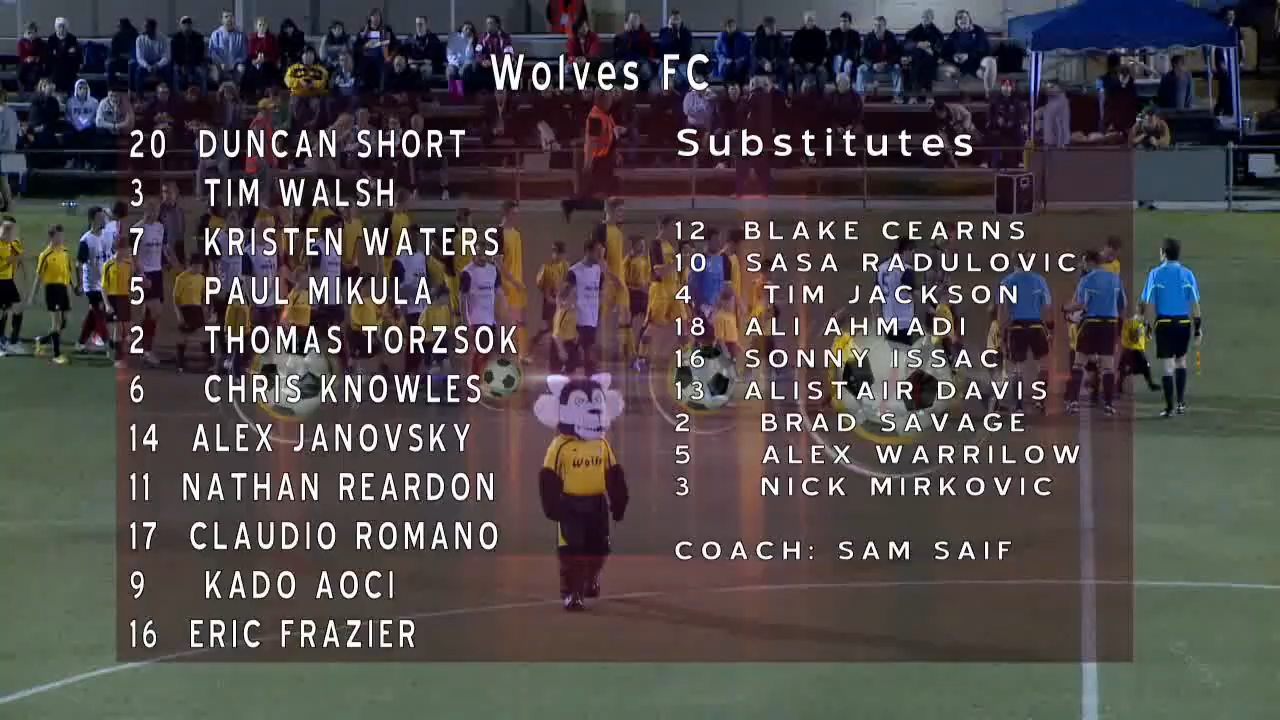 Wolves FC
20 DUNCAN SHORT
3 TIM WALSH
7 KRISTEN WATERS
5 PAUL MIKULA
2 THOMAS TORZSOK
6 CHRIS KNOWLES
14 ALEX JANOVSKY
11 NATHAN REARDON
17 CLAUDIO ROMANO
9 KADO AOCI
16 ERIC FRAZIER
Substitutes
12 BLAKE CEARNS
10 SASA RADULOVIC
4 TIM JACKSON
18 ALI AHMADI
16 SONNY ISSAC
13 ALISTAIR DAVIS
2 BRAD SAVAGE
5 ALEX WARRILOW
3 NICK MIRKOVIC
COACH: SAM SAIF